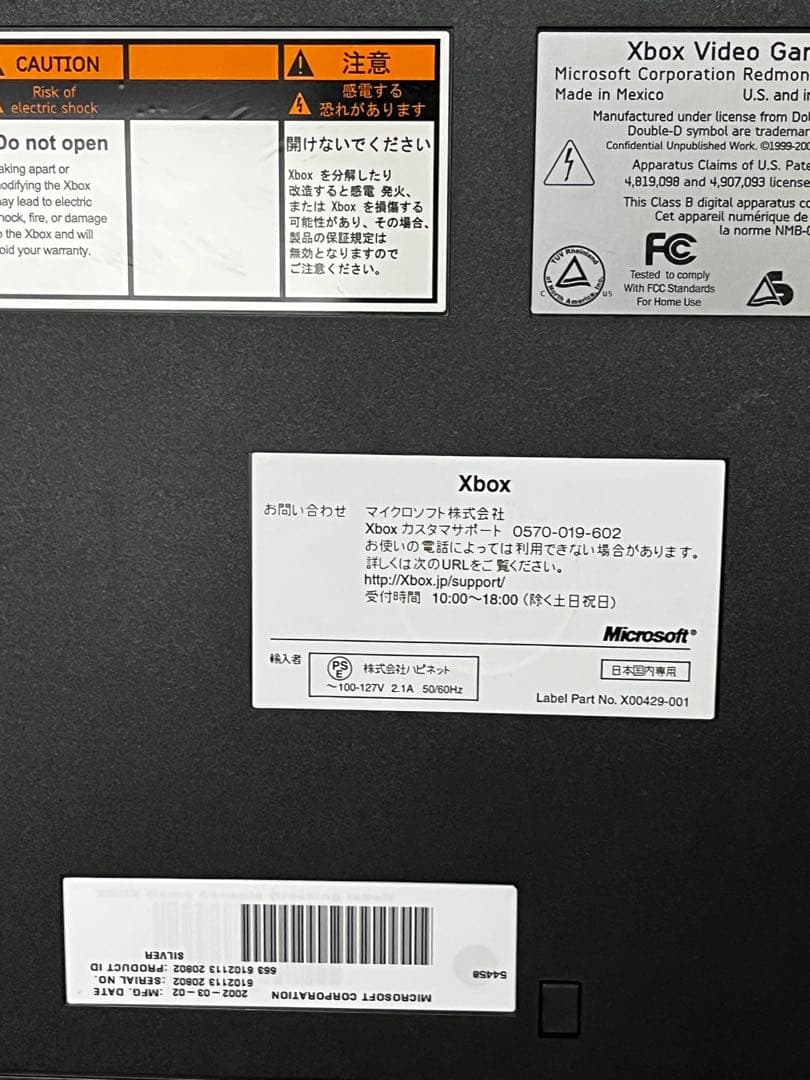 CAUTION
Risk of
electric shock
Do not open
aking apart or
odifying the Xbox
ay lead to electric
hock, fire, or damage
o the Xbox and will
oid your warranty.
注意
感電する
恐れがあります
開けないでください
Xbox を分解したり
改造すると感電 発火、
または Xbox を損傷する
可能性があり、その場合、
製品の保証規定は
無効となりますので
ご注意ください。
Xbox Video Gar
Microsoft Corporation Redmon
Made in Mexico U.S. and in
Manufactured under license from Dol
Double-D symbol are trademar
Confidential Unpublished Work. ©1999-200
Apparatus Claims of U.S. Pate
4,819,098 and 4,907,093 license
This Class B digital apparatus co
Cet appareil numérique de
la norme NMB-0
TUV Rheinland
of North America, Inc.
C US
FC
Tested to comply
With FCC Standards
For Home Use
Xbox
お問い合わせ マイクロソフト株式会社
Xbox カスタマサポート 0570-019-602
お使いの電話によっては利用できない場合があります。
詳しくは次のURLをご覧ください。
http://Xbox.jp/support/
受付時間 10:00〜18:00（除く土日祝日）
Microsoft®
輸入者 PSE 株式会社ハピネット
〜100-127V 2.1A 50/60Hz
日本国内専用
Label Part No. X00429-001
MICROSOFT CORPORATION 2002-03-02 :MFG. DATE
54458
6102113 20802 :SERIAL NO.
663 6102113 20802 :PRODUCT ID
SILVER